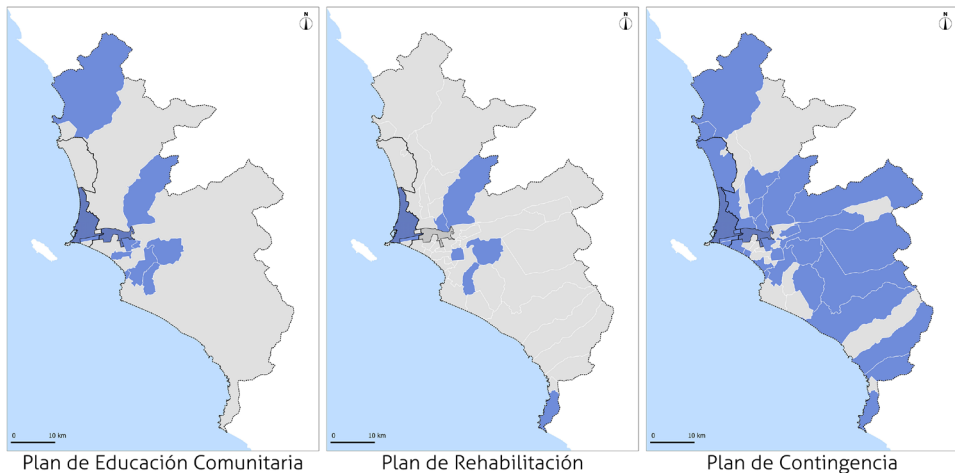 N
N
N
0 10 km
0 10 km
0 10 km
Plan de Educación Comunitaria
Plan de Rehabilitación
Plan de Contingencia